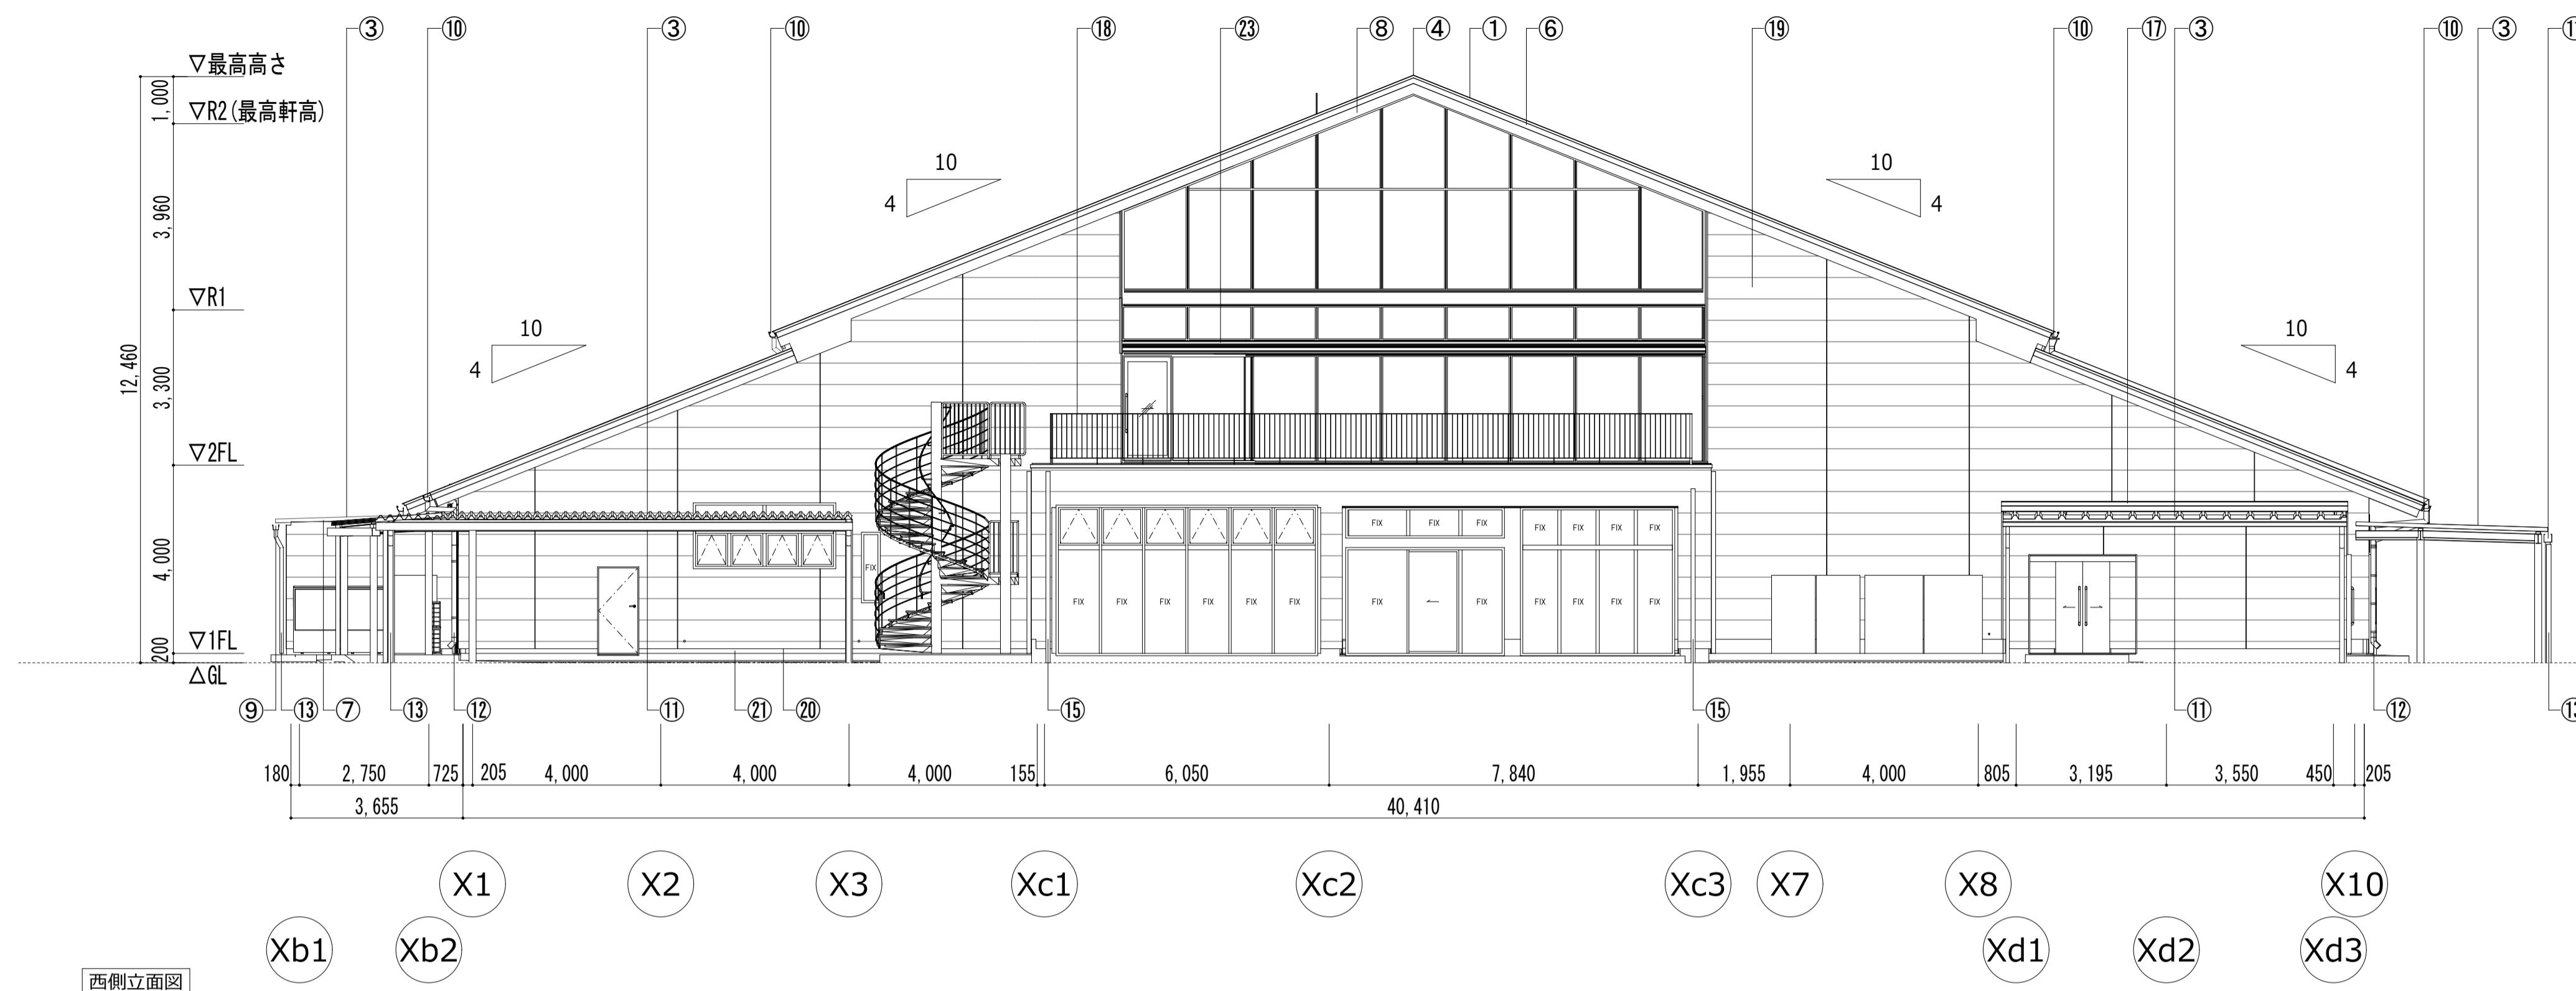 ③ ⑩ ③ ⑩ ⑱ ㉓ ⑧ ④ ① ⑥ ⑲ ⑩ ⑰ ③ ⑩ ③
▽最高高さ
1,000
▽R2(最高軒高)
10
4
10
4
3,960
▽R1
10
4
10
4
12,460
3,300
▽2FL
4,000
FIX FIX FIX FIX FIX FIX FIX
FIX
FIX FIX FIX FIX FIX FIX FIX FIX FIX FIX FIX FIX
▽1FL
200
△GL
⑨ ⑬ ⑦ ⑬ ⑫ ⑪ ㉑ ⑳ ⑮ ⑮ ⑪ ⑫
180 2,750 725 205 4,000 4,000 4,000 155 6,050 7,840 1,955 4,000 805 3,195 3,550 450 205
3,655 40,410
X1 X2 X3 Xc1 Xc2 Xc3 X7 X8 X10
Xb1 Xb2 Xd1 Xd2 Xd3
西側立面図